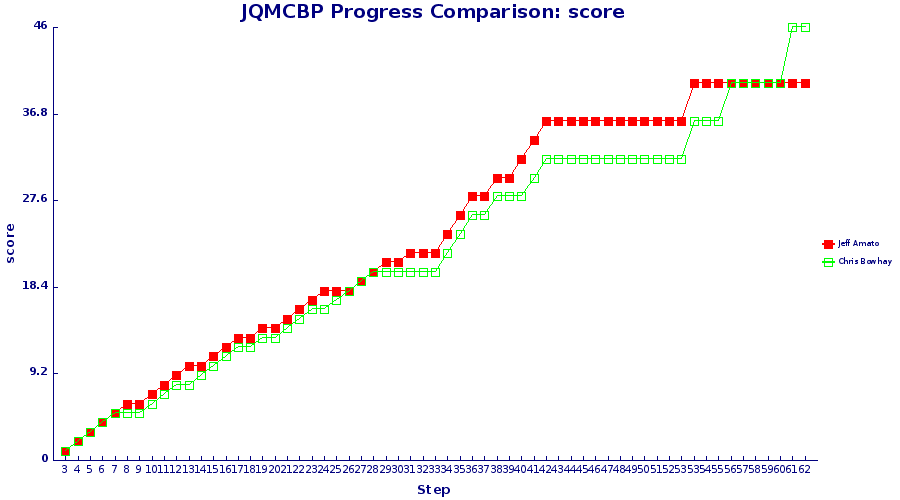 JQMCBP Progress Comparison: score
46
36.8
27.6
18.4
9.2
0
score
3 4 5 6 7 8 9 10 11 12 13 14 15 16 17 18 19 20 21 22 23 24 25 26 27 28 29 30 31 32 33 34 35 36 37 38 39 40 41 42 43 44 45 46 47 48 49 50 51 52 53 54 55 56 57 58 59 60 61 62
Step
Jeff Amato
Chris Bowhay